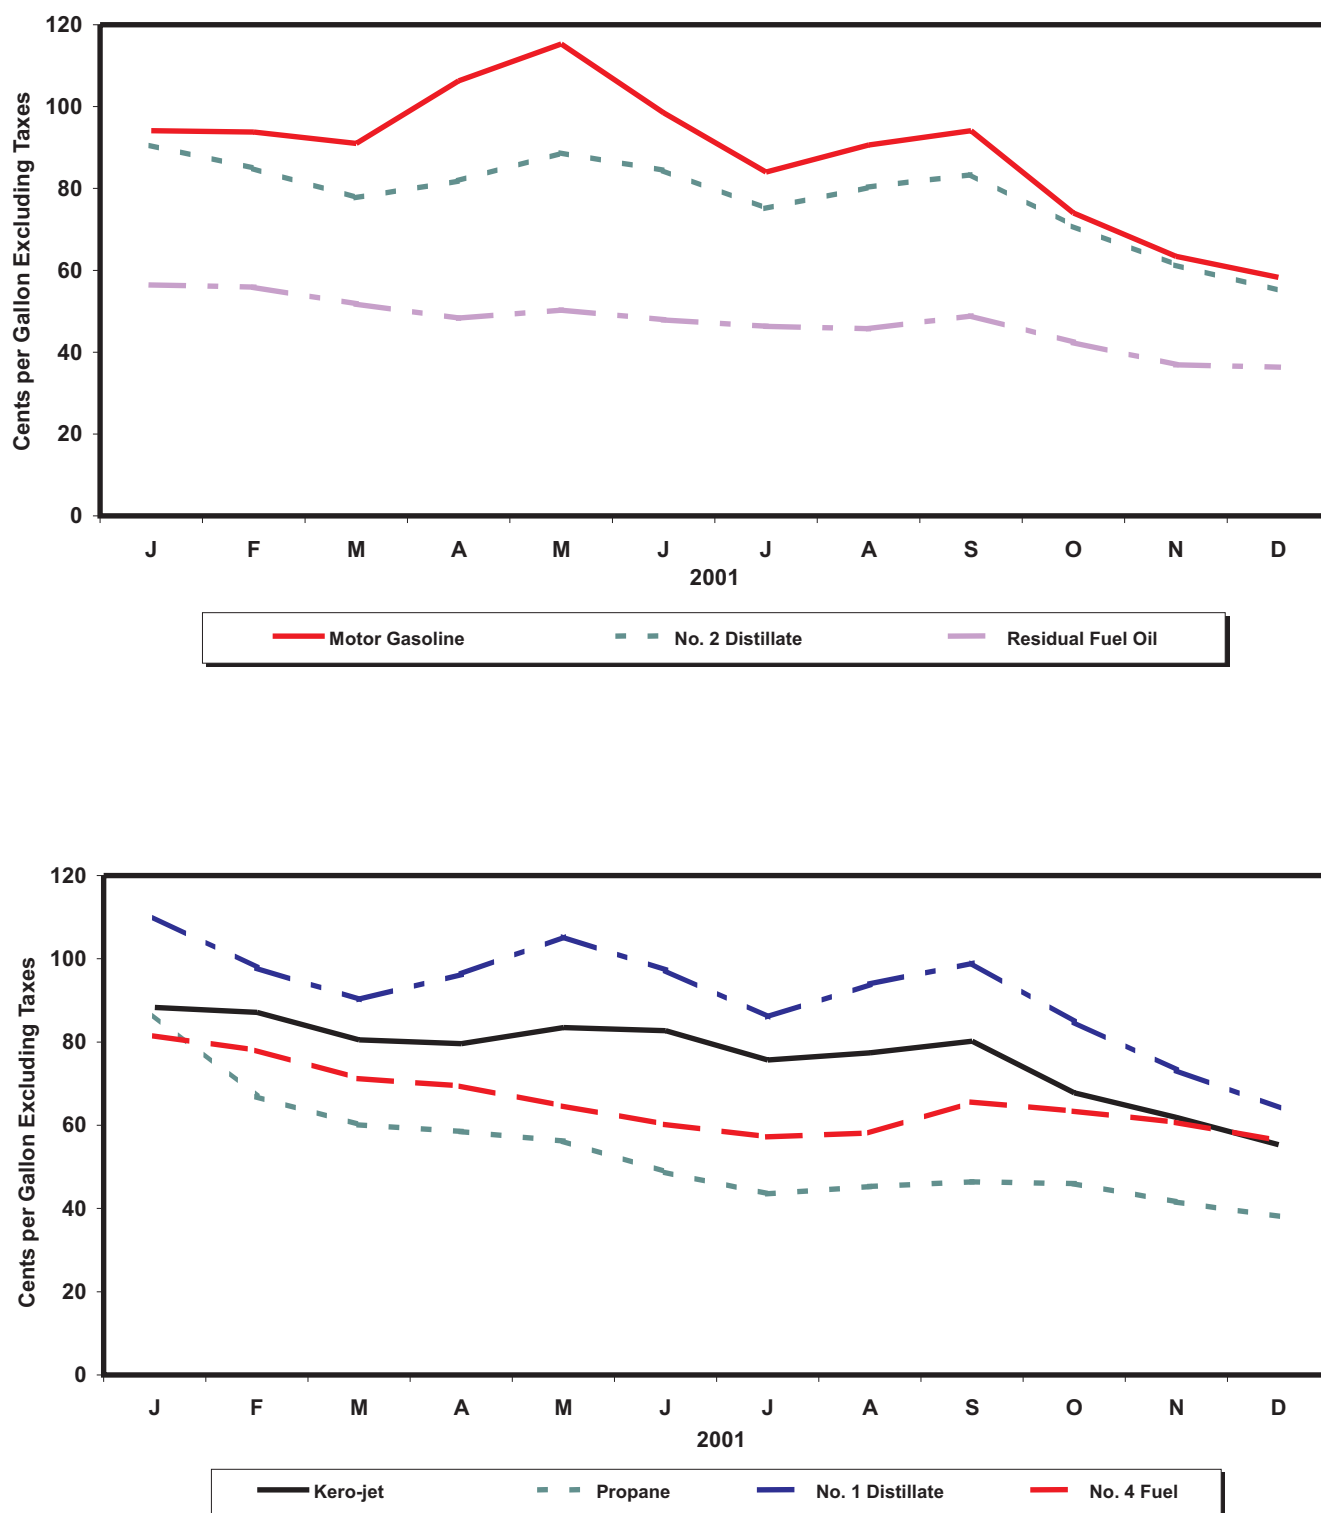 Cents per Gallon Excluding Taxes
120
100
80
60
40
20
0
J F M A M J J A S O N D
2001
Motor Gasoline No. 2 Distillate Residual Fuel Oil
Cents per Gallon Excluding Taxes
120
100
80
60
40
20
0
J F M A M J J A S O N D
2001
Kero-jet Propane No. 1 Distillate No. 4 Fuel